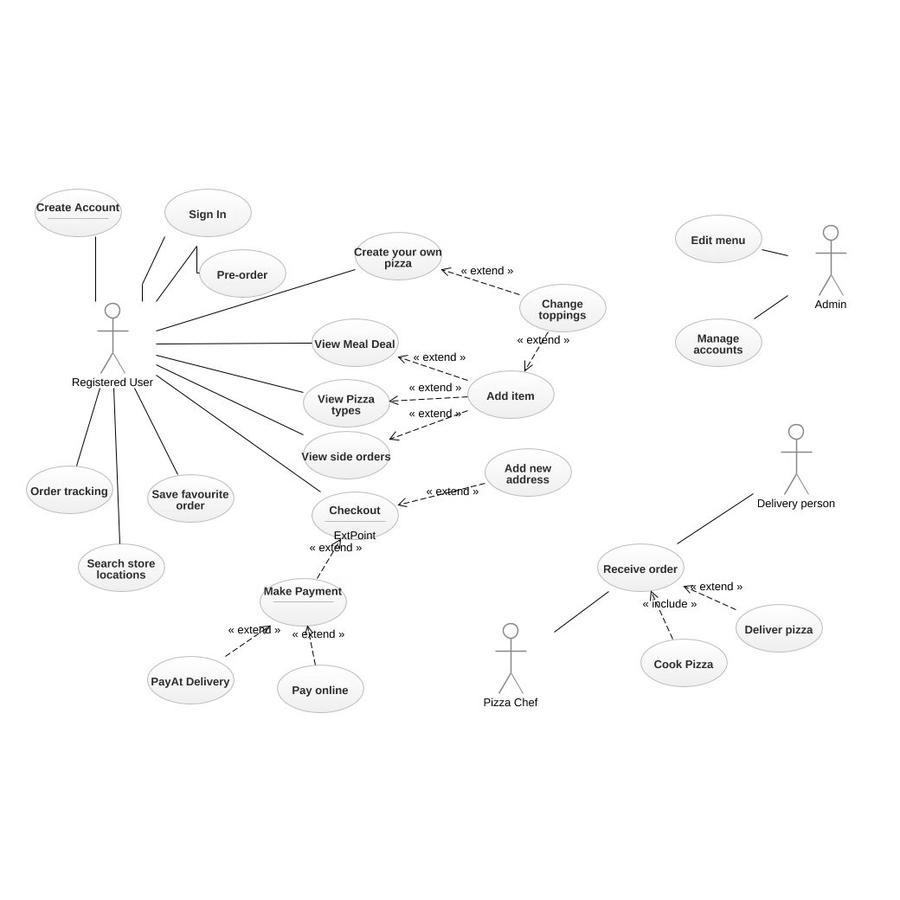 Create Account
Sign In
Pre-order
Create your own
pizza
« extend »
Change
toppings
« extend »
Edit menu
Admin
Manage
accounts
View Meal Deal
« extend »
Registered User
View Pizza
types
« extend »
Add item
« extend »
View side orders
Add new
address
« extend »
Delivery person
Order tracking
Save favourite
order
Checkout
ExtPoint
« extend »
Search store
locations
Make Payment
Receive order
« extend »
« include »
« extend »
« extend »
Deliver pizza
Cook Pizza
PayAt Delivery
Pay online
Pizza Chef